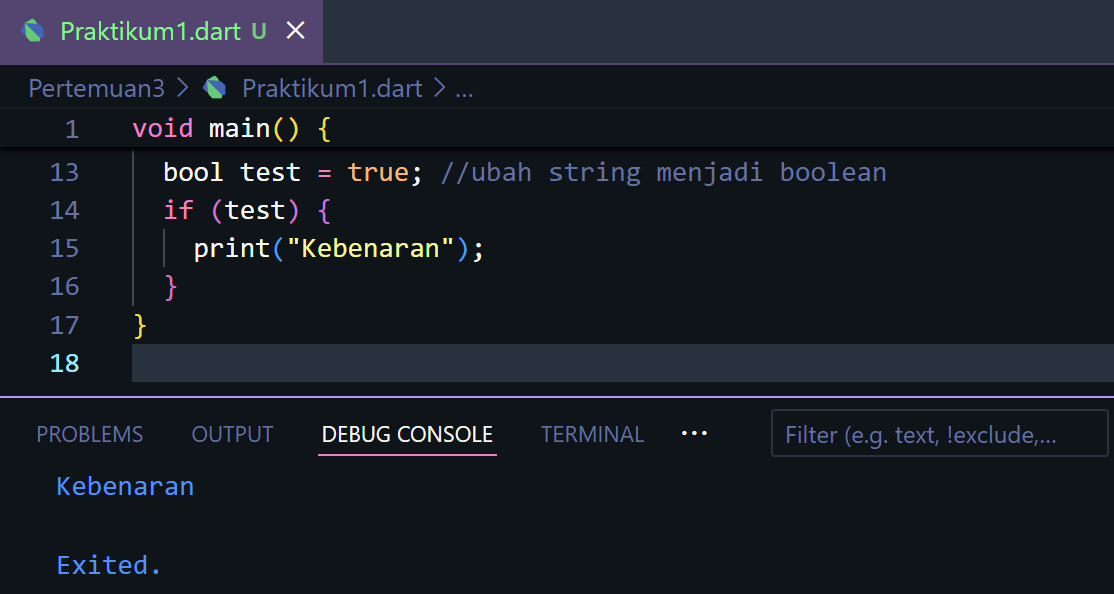 Praktikum1.dart U
Pertemuan3 > Praktikum1.dart > ...
1 void main() {
13 bool test = true; //ubah string menjadi boolean
14 if (test) {
15 print("Kebenaran");
16 }
17 }
18
PROBLEMS OUTPUT DEBUG CONSOLE TERMINAL ... Filter (e.g. text, !exclude,...
Kebenaran
Exited.